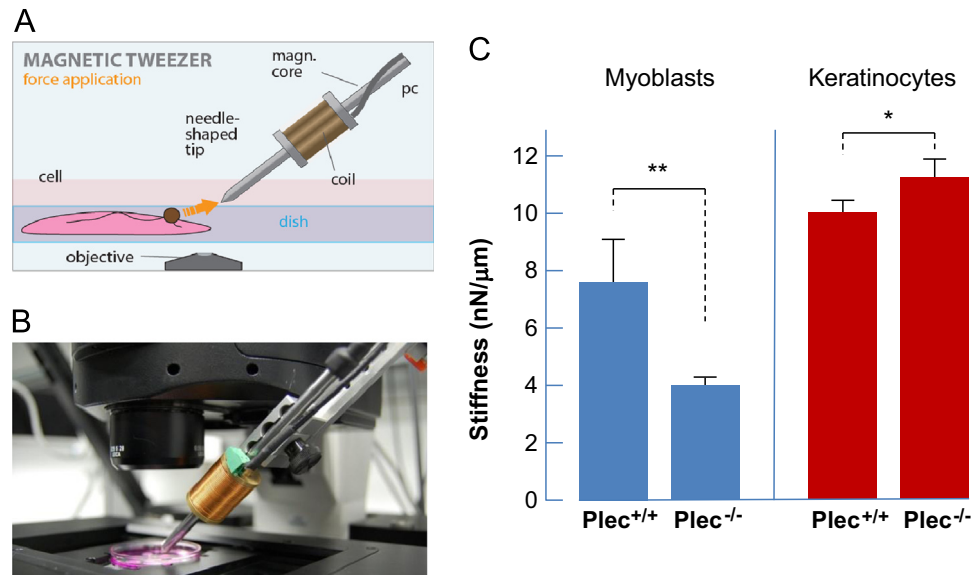 A
MAGNETIC TWEEZER
force application
magn.
core
pc
needle-
shaped
tip
coil
cell
dish
objective
B
C
Myoblasts
Keratinocytes
**
*
Stiffness (nN/μm)
12
10
8
6
4
2
0
Plec+/+
Plec-/-
Plec+/+
Plec-/-